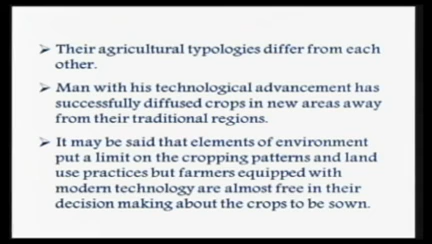 ➢ Their agricultural typologies differ from each
other.
➢ Man with his technological advancement has
successfully diffused crops in new areas away
from their traditional regions.
➢ It may be said that elements of environment
put a limit on the cropping patterns and land
use practices but farmers equipped with
modern technology are almost free in their
decision making about the crops to be sown.